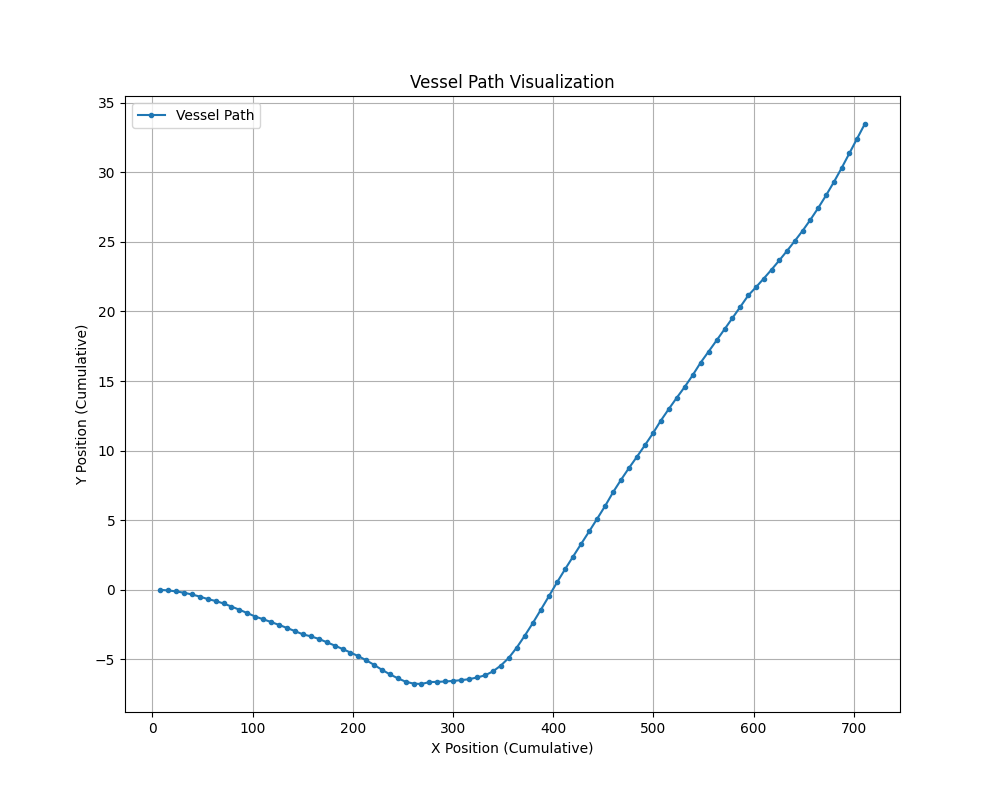 Vessel Path Visualization
Vessel Path
35
30
25
20
15
10
5
0
−5
Y Position (Cumulative)
0 100 200 300 400 500 600 700
X Position (Cumulative)